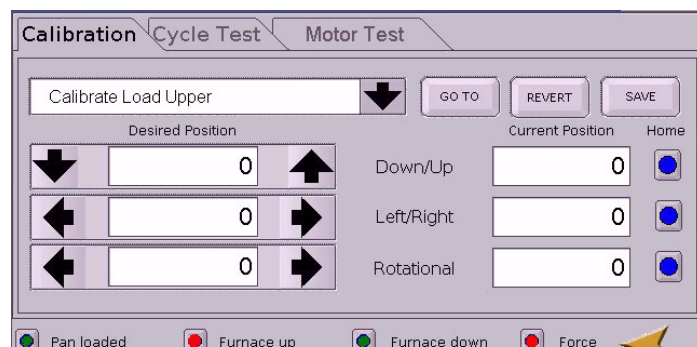 Calibration Cycle Test Motor Test
Calibrate Load Upper GO TO REVERT SAVE
Desired Position Current Position Home
0 Down/Up 0
0 Left/Right 0
0 Rotational 0
Pan loaded Furnace up Furnace down Force